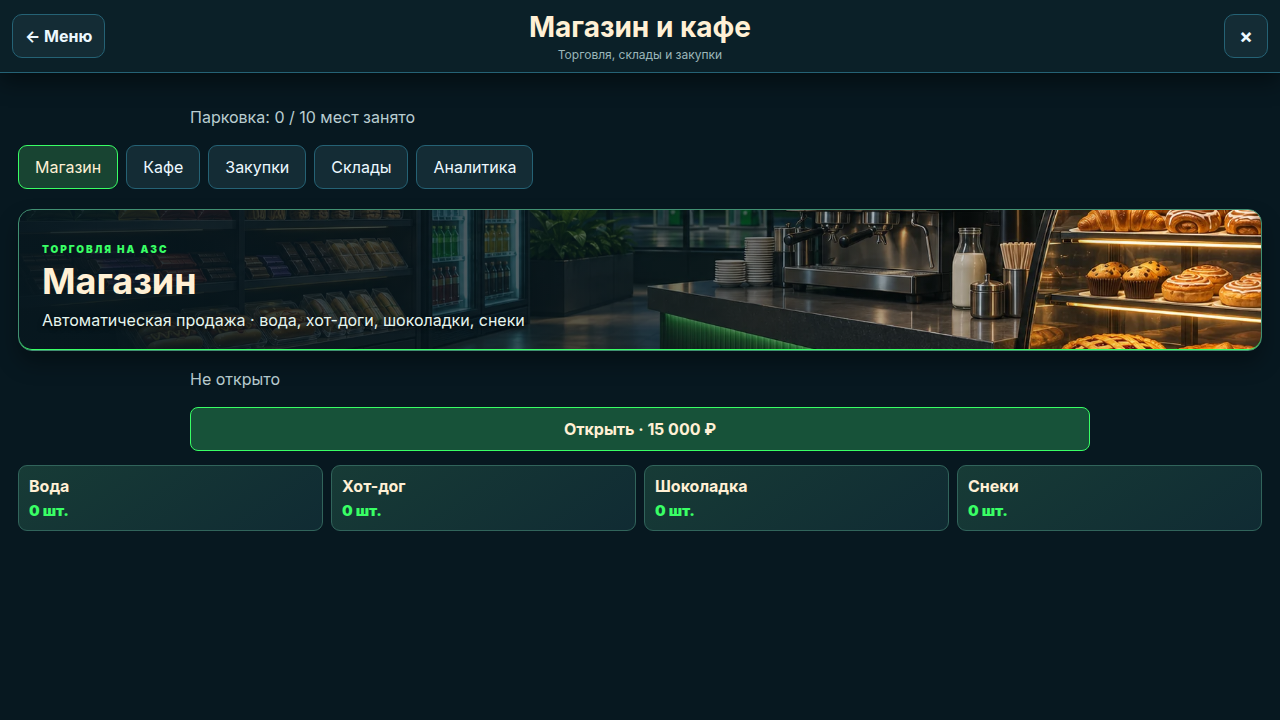 ← Меню
Магазин и кафе
Торговля, склады и закупки
×
Парковка: 0 / 10 мест занято
Магазин
Кафе
Закупки
Склады
Аналитика
ТОРГОВЛЯ НА АЗС
Магазин
Автоматическая продажа · вода, хот-доги, шоколадки, снеки
Не открыто
Открыть · 15 000 ₽
Вода
0 шт.
Хот-дог
0 шт.
Шоколадка
0 шт.
Снеки
0 шт.